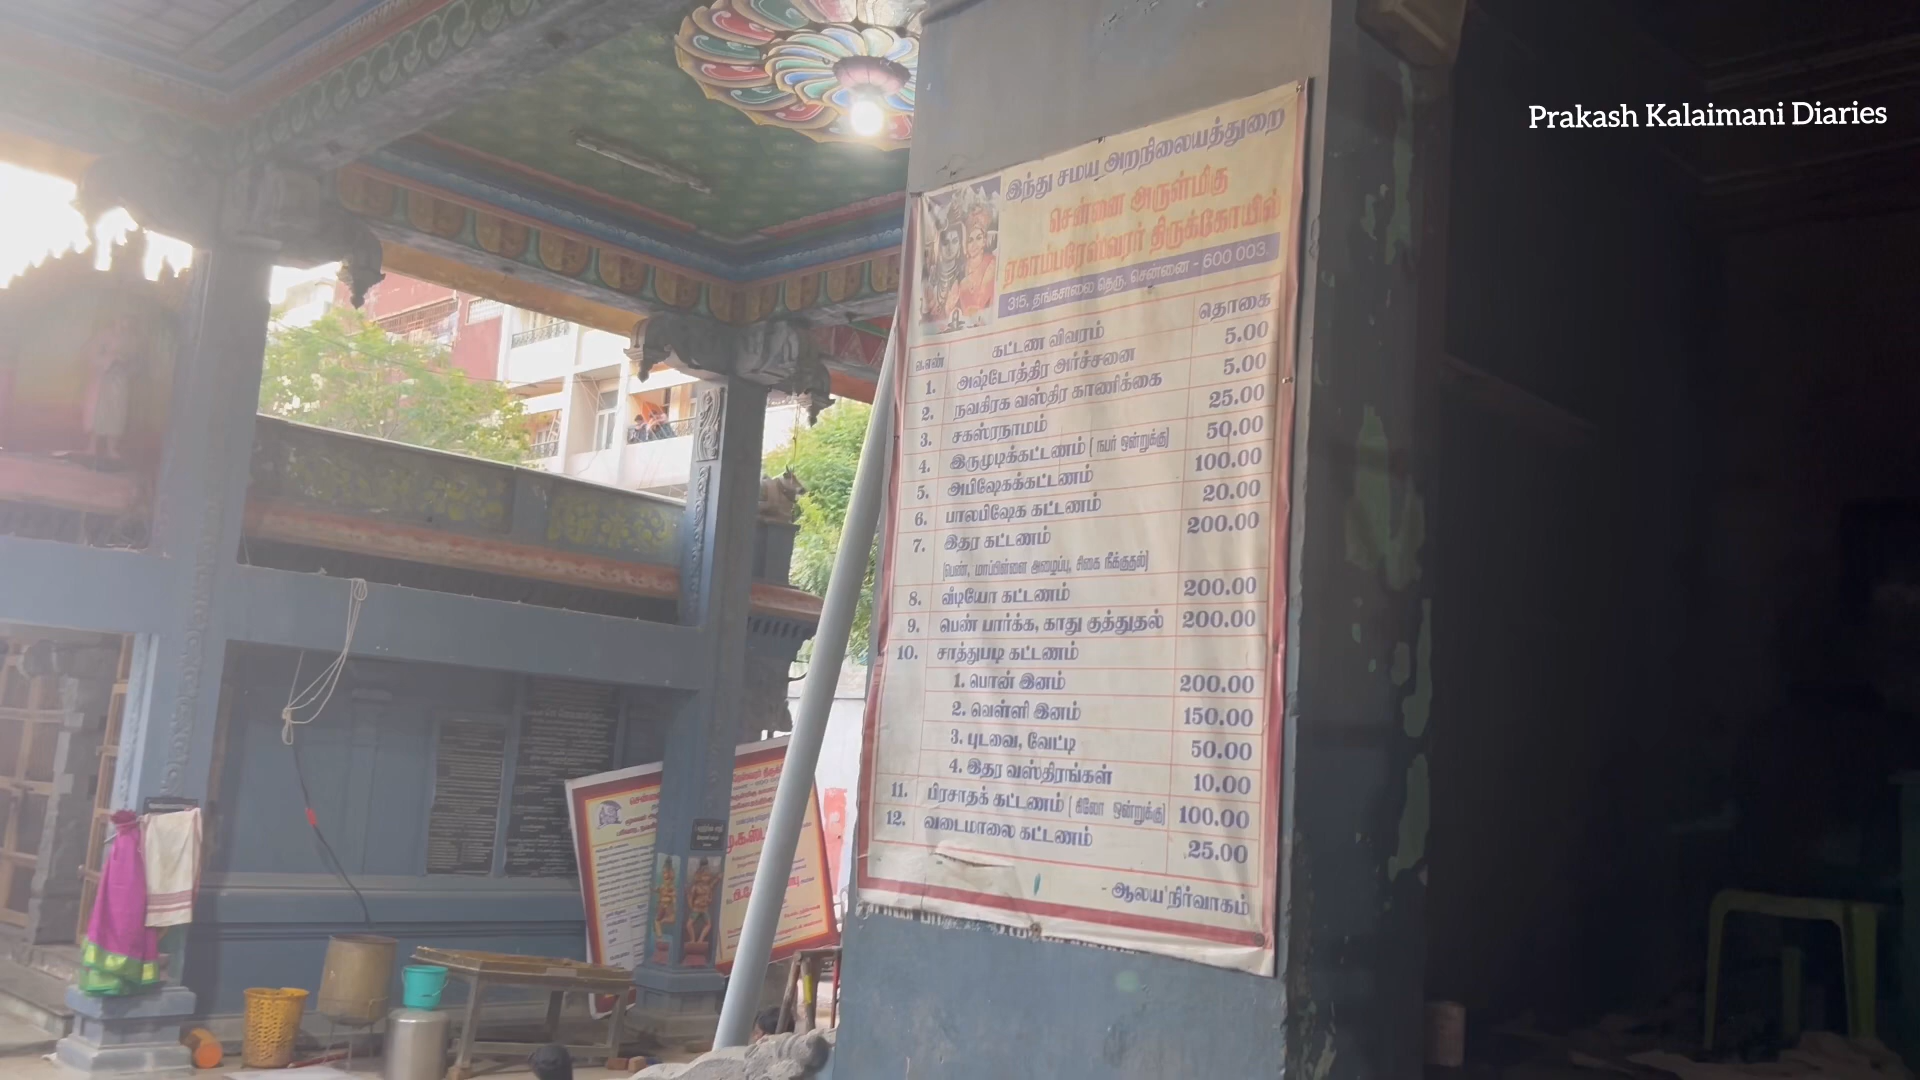 Prakash Kalaimani Diaries
இந்து சமய அறநிலையத்துறை
சென்னை அருள்மிகு
ஏகாம்பரேஸ்வரர் திருக்கோயில்
315, தங்கசாலை தெரு, சென்னை - 600 003.
வ.எண் கட்டண விவரம் தொகை
1. அஷ்டோத்திர அர்ச்சனை 5.00
2. நவகிரக வஸ்திர காணிக்கை 5.00
3. சகஸ்ரநாமம் 25.00
4. இருமுடிக்கட்டணம் ( நபர் ஒன்றுக்கு) 50.00
5. அபிஷேகக்கட்டணம் 100.00
6. பாலபிஷேக கட்டணம் 20.00
7. இதர கட்டணம் 200.00
(பெண், மாப்பிள்ளை அழைப்பு, சிகை நீக்குதல்)
8. வீடியோ கட்டணம் 200.00
9. பெண் பார்க்க, காது குத்துதல் 200.00
10. சாத்துபடி கட்டணம்
1. பொன் இனம் 200.00
2. வெள்ளி இனம் 150.00
3. புடவை, வேட்டி 50.00
4. இதர வஸ்திரங்கள் 10.00
11. பிரசாதக் கட்டணம் ( கிலோ ஒன்றுக்கு) 100.00
12. வடைமாலை கட்டணம் 25.00
- ஆலய நிர்வாகம்